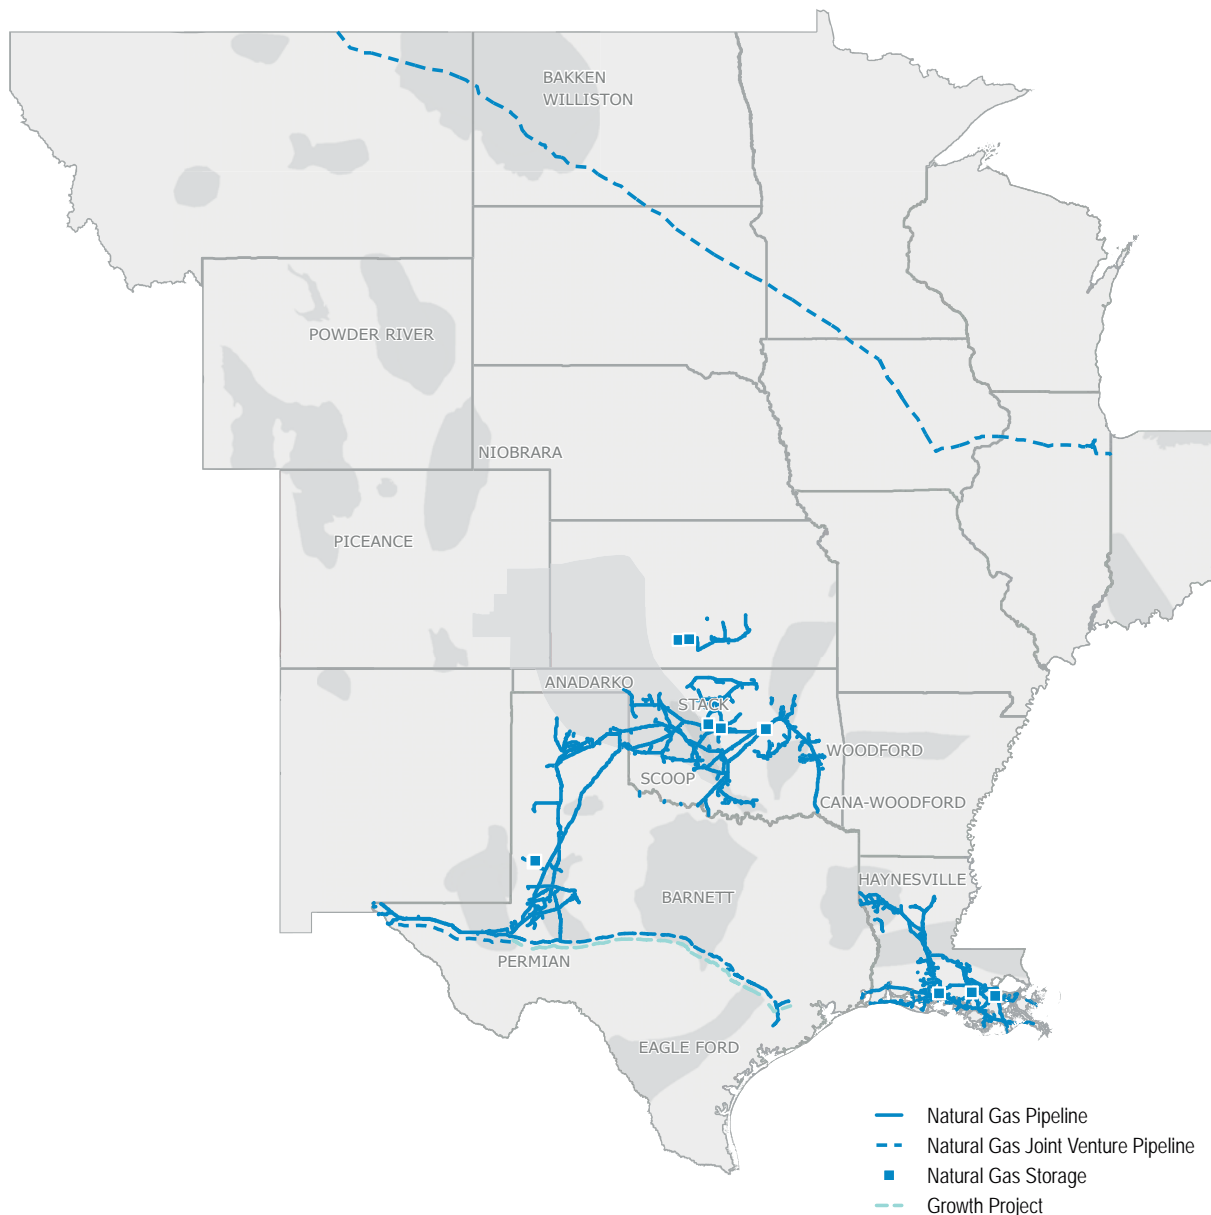 BAKKEN
WILLISTON
POWDER RIVER
NIOBRARA
PICEANCE
ANADARKO
STACK
WOODFORD
SCOOP
CANA-WOODFORD
HAYNESVILLE
BARNETT
PERMIAN
EAGLE FORD
Natural Gas Pipeline
Natural Gas Joint Venture Pipeline
Natural Gas Storage
Growth Project